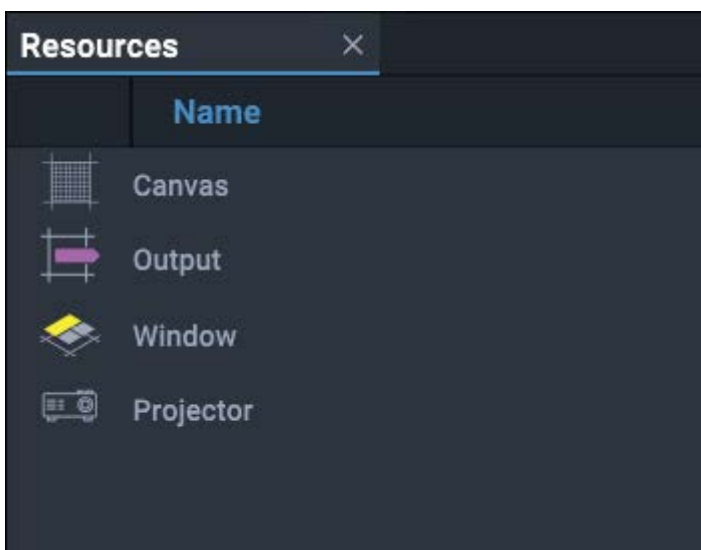 Resources
Name
Canvas
Output
Window
Projector